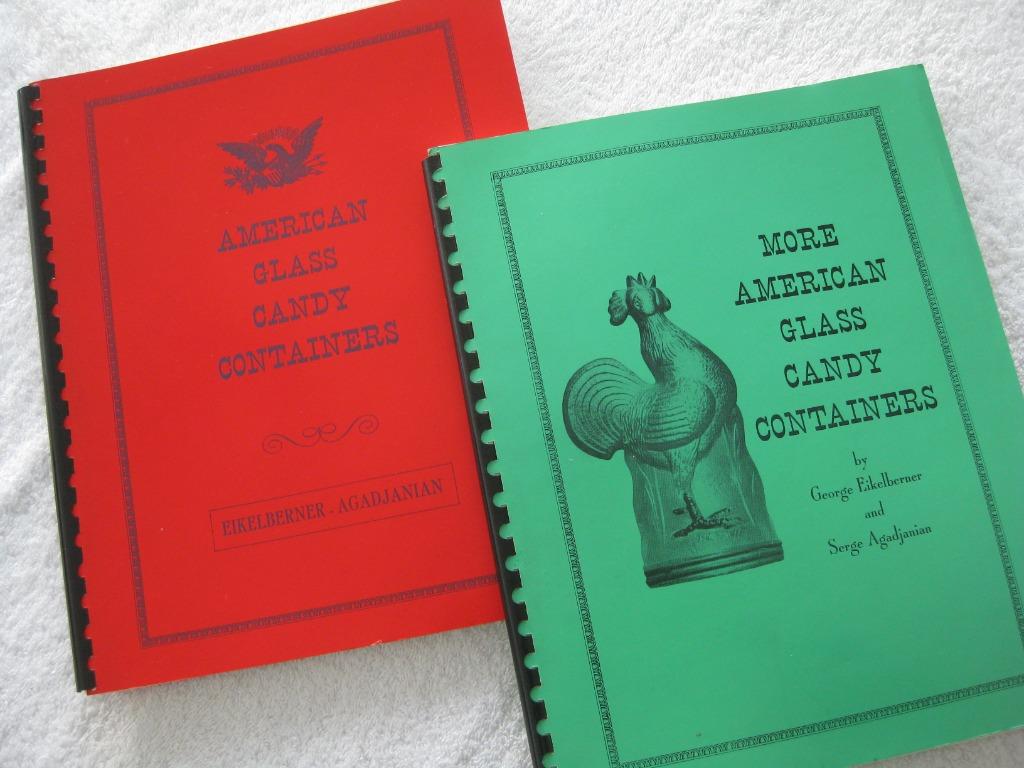 AMERICAN
GLASS
CANDY
CONTAINERS
EIKELBERNER - AGADJANIAN
MORE
AMERICAN
GLASS
CANDY
CONTAINERS
by
George Eikelberner
and
Serge Agadjanian